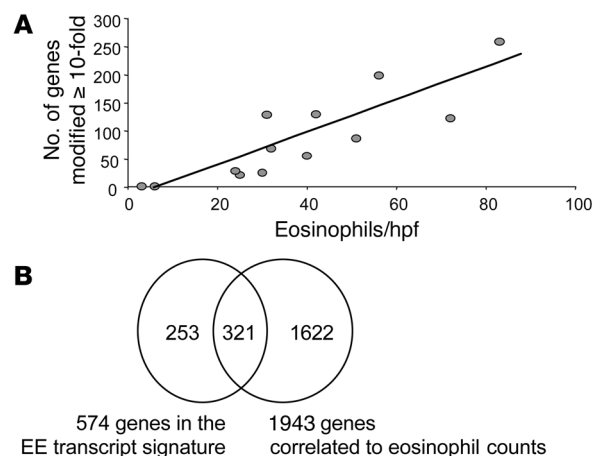 A
No. of genes
modified ≥ 10-fold
300
250
200
150
100
50
0
0 20 40 60 80 100
Eosinophils/hpf
B
253 321 1622
574 genes in the
EE transcript signature
1943 genes
correlated to eosinophil counts